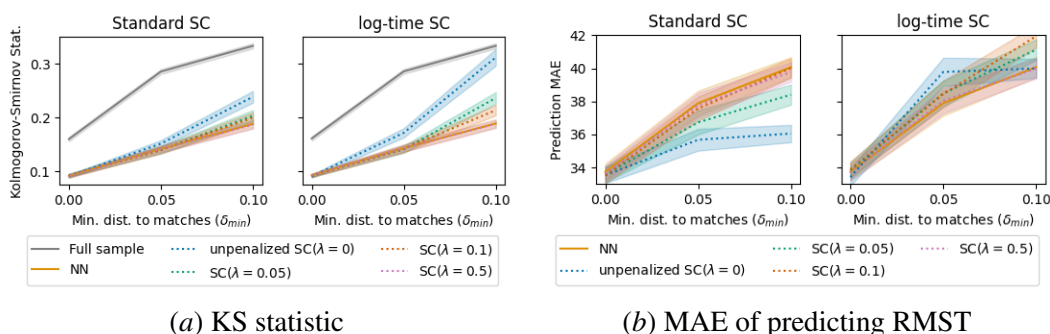 Standard SC
log-time SC
Kolmogorov-Smirnov Stat.
0.3
0.2
0.1
0.00 0.05 0.10
0.00 0.05 0.10
Min. dist. to matches (δmin)
Min. dist. to matches (δmin)
Full sample
NN
unpenalized SC(λ = 0)
SC(λ = 0.05)
SC(λ = 0.1)
SC(λ = 0.5)
(a) KS statistic
Standard SC
log-time SC
Prediction MAE
42
40
38
36
34
42
40
38
36
34
0.00 0.05 0.10
0.00 0.05 0.10
Min. dist. to matches (δmin)
Min. dist. to matches (δmin)
NN
unpenalized SC(λ = 0)
SC(λ = 0.05)
SC(λ = 0.1)
SC(λ = 0.5)
(b) MAE of predicting RMST